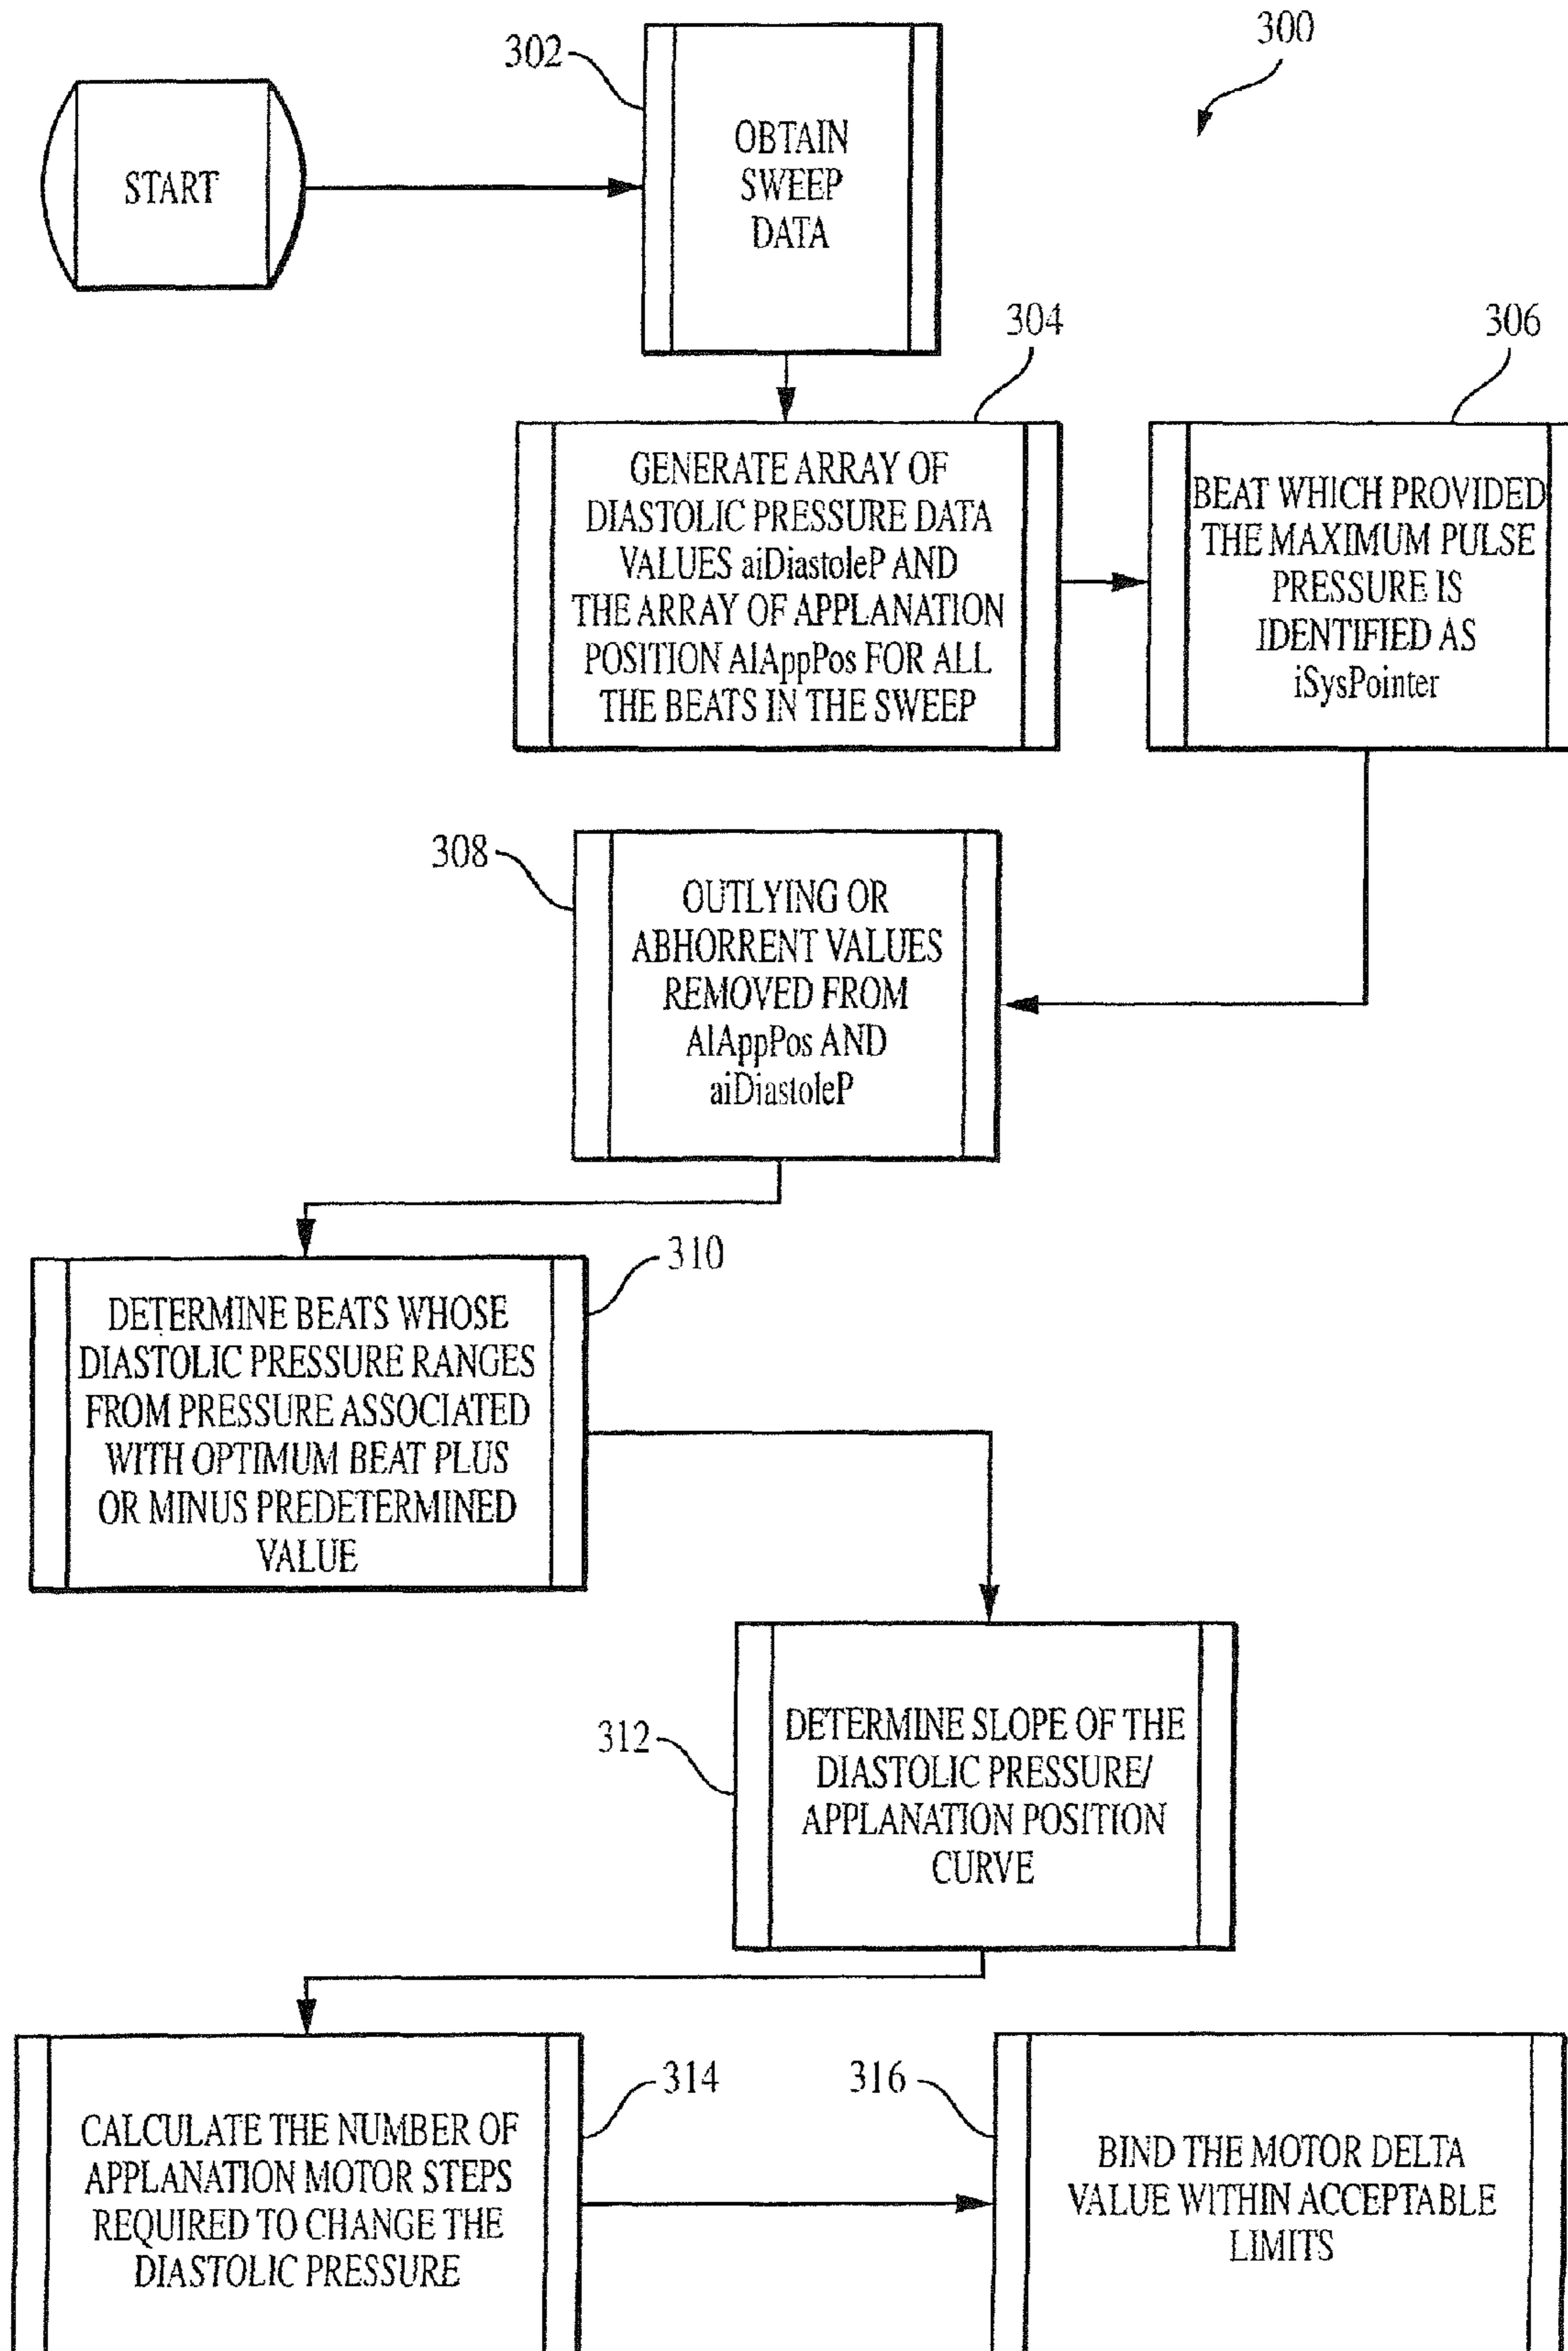 300
302
START
OBTAIN
SWEEP
DATA
304
GENERATE ARRAY OF
DIASTOLIC PRESSURE DATA
VALUES aiDiastoleP AND
THE ARRAY OF APPLANATION
POSITION AlAppPos FOR ALL
THE BEATS IN THE SWEEP
306
BEAT WHICH PROVIDED
THE MAXIMUM PULSE
PRESSURE IS
IDENTIFIED AS
iSysPointer
308
OUTLYING OR
ABHORRENT VALUES
REMOVED FROM
AlAppPos AND
aiDiastoleP
310
DETERMINE BEATS WHOSE
DIASTOLIC PRESSURE RANGES
FROM PRESSURE ASSOCIATED
WITH OPTIMUM BEAT PLUS
OR MINUS PREDETERMINED
VALUE
312
DETERMINE SLOPE OF THE
DIASTOLIC PRESSURE/
APPLANATION POSITION
CURVE
314
CALCULATE THE NUMBER OF
APPLANATION MOTOR STEPS
REQUIRED TO CHANGE THE
DIASTOLIC PRESSURE
316
BIND THE MOTOR DELTA
VALUE WITHIN ACCEPTABLE
LIMITS